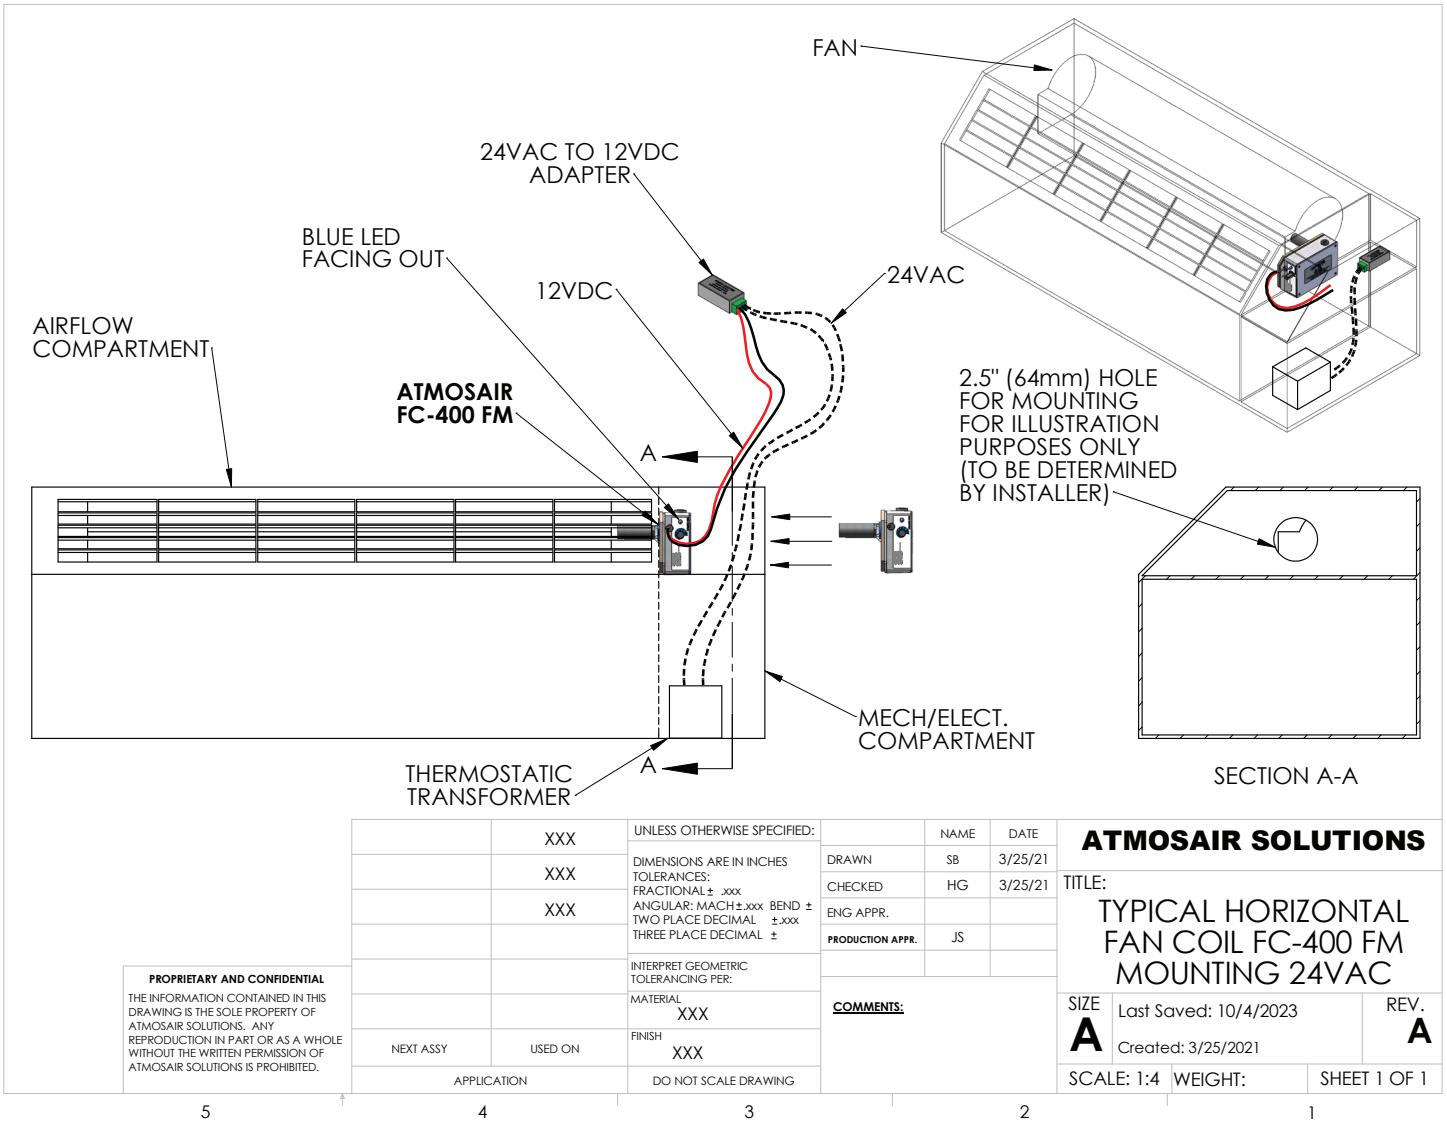 FAN
24VAC TO 12VDC
ADAPTER
BLUE LED
FACING OUT
12VDC
24VAC
AIRFLOW
COMPARTMENT
ATMOSAIR
FC-400 FM
2.5" (64mm) HOLE
FOR MOUNTING
FOR ILLUSTRATION
PURPOSES ONLY
(TO BE DETERMINED
BY INSTALLER)
A
MECH/ELECT.
COMPARTMENT
A
THERMOSTATIC
TRANSFORMER
SECTION A-A
PROPRIETARY AND CONFIDENTIAL
THE INFORMATION CONTAINED IN THIS
DRAWING IS THE SOLE PROPERTY OF
ATMOSAIR SOLUTIONS. ANY
REPRODUCTION IN PART OR AS A WHOLE
WITHOUT THE WRITTEN PERMISSION OF
ATMOSAIR SOLUTIONS IS PROHIBITED.
XXX
XXX
XXX
NEXT ASSY
USED ON
APPLICATION
UNLESS OTHERWISE SPECIFIED:
DIMENSIONS ARE IN INCHES
TOLERANCES:
FRACTIONAL± .XXX
ANGULAR: MACH±.XXX BEND ±
TWO PLACE DECIMAL ±.XXX
THREE PLACE DECIMAL ±
INTERPRET GEOMETRIC
TOLERANCING PER:
MATERIAL
XXX
FINISH
XXX
DO NOT SCALE DRAWING
NAME DATE
DRAWN SB 3/25/21
CHECKED HG 3/25/21
ENG APPR.
PRODUCTION APPR. JS
COMMENTS:
ATMOSAIR SOLUTIONS
TITLE:
TYPICAL HORIZONTAL
FAN COIL FC-400 FM
MOUNTING 24VAC
SIZE
A
Last Saved: 10/4/2023
Created: 3/25/2021
REV.
A
SCALE: 1:4
WEIGHT:
SHEET 1 OF 1
5 4 3 2 1